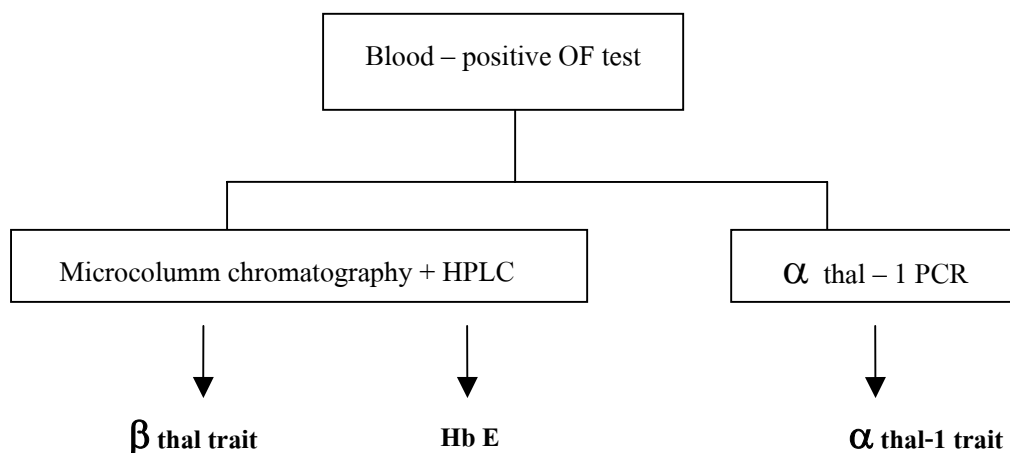 Blood – positive OF test
Microcolumm chromatography + HPLC
α thal – 1 PCR
β thal trait
Hb E
α thal-1 trait